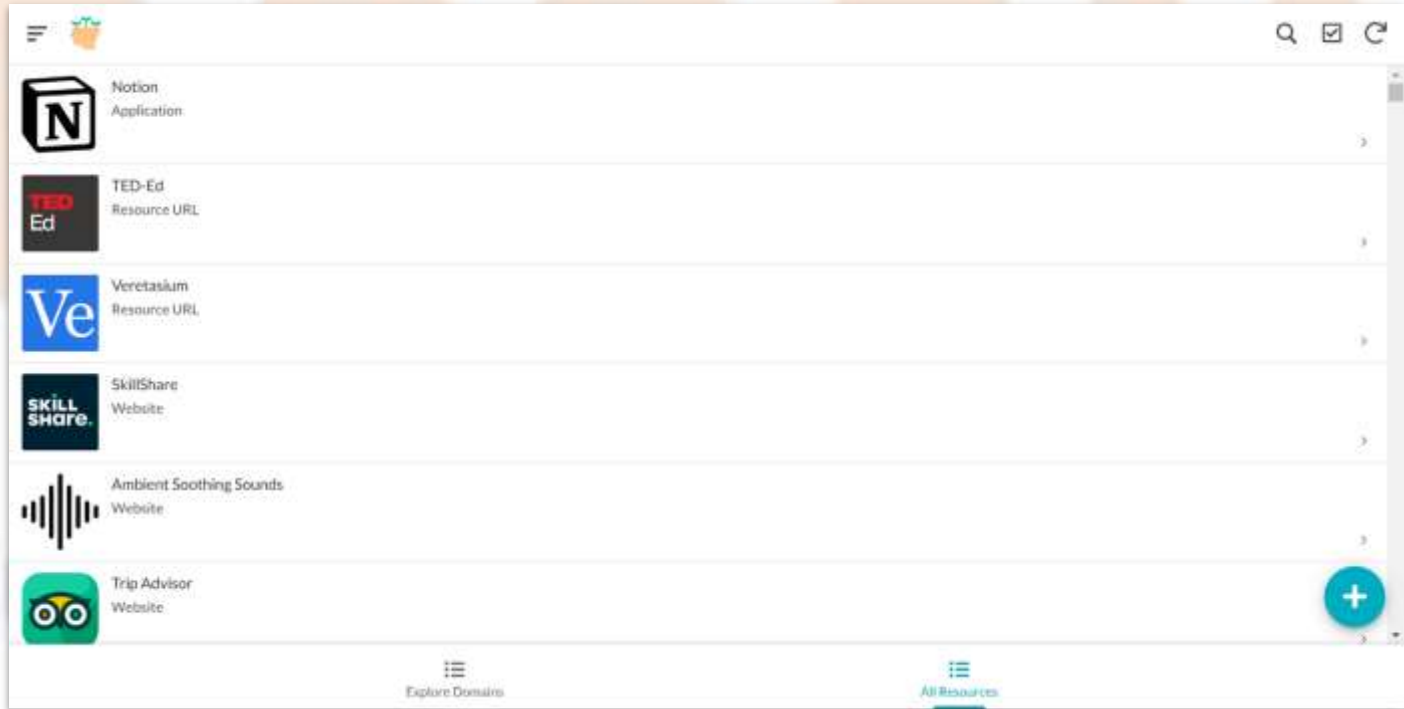 N
Notion
Application
TED
Ed
TED-Ed
Resource URL
Ve
Veretasium
Resource URL
SKILL
SHare.
SkillShare
Website
Ambient Soothing Sounds
Website
Trip Advisor
Website
Explore Domains
All Resources